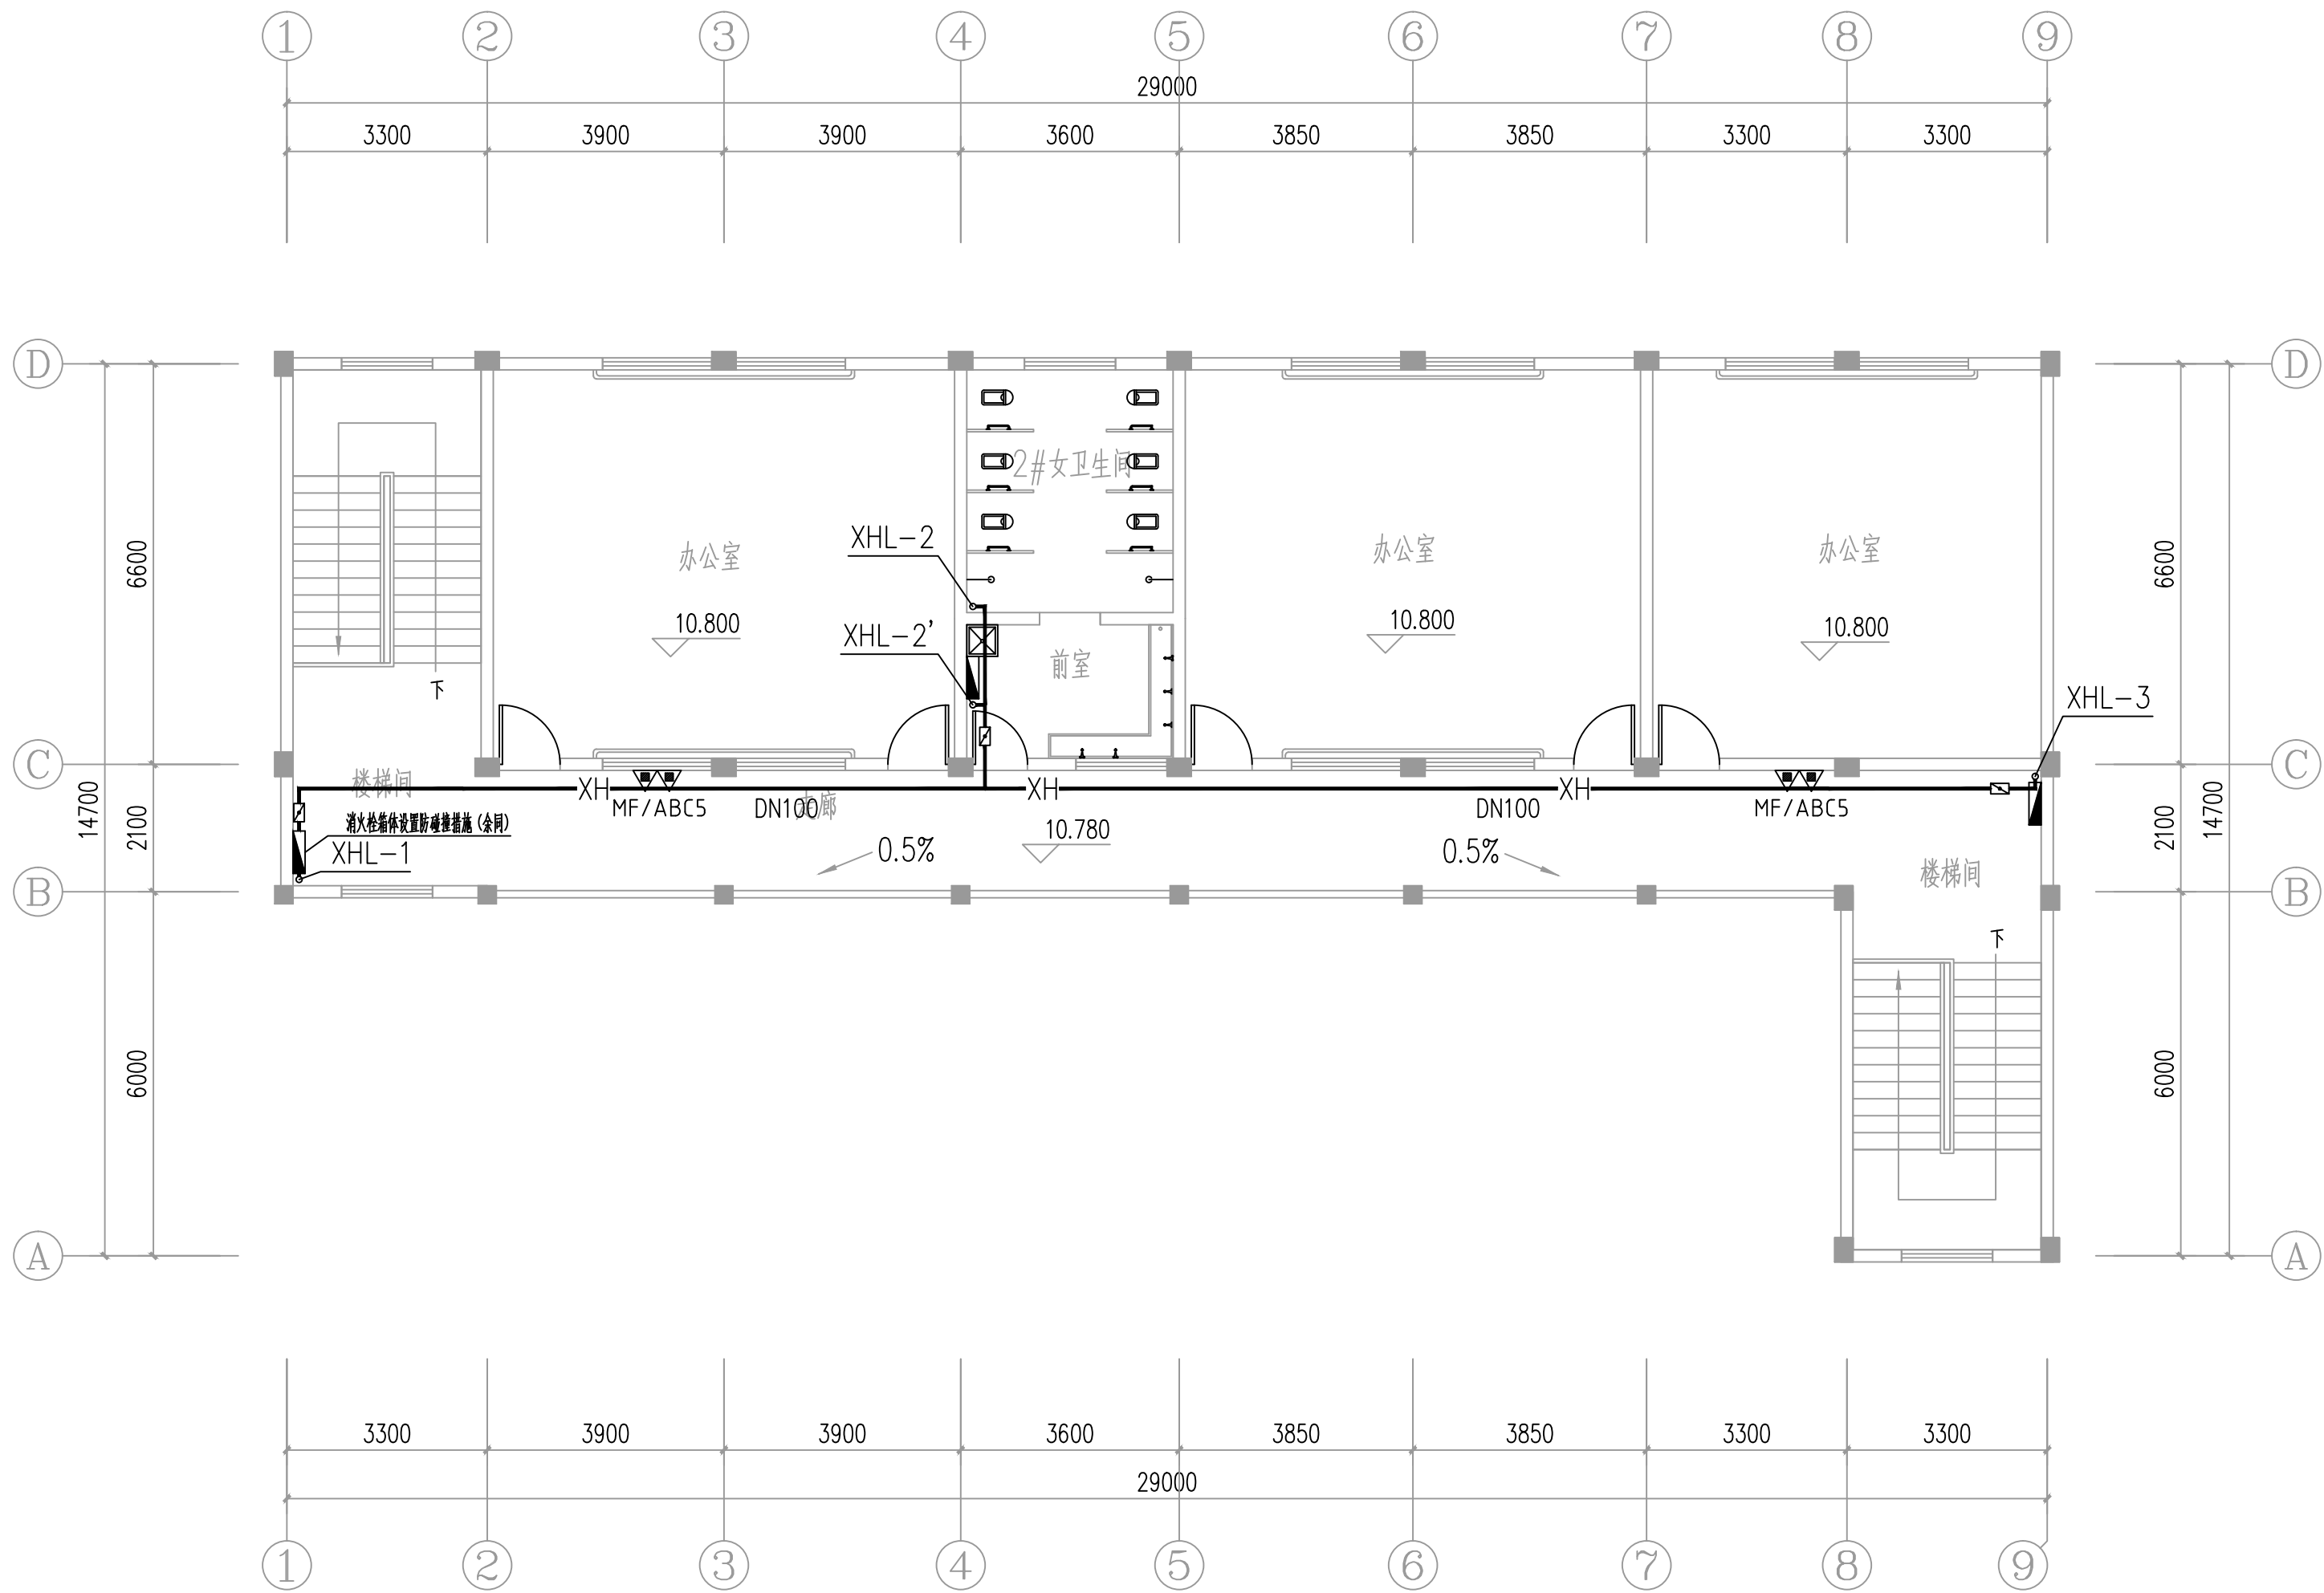 1 2 3 4 5 6 7 8 9
29000
3300 3900 3900 3600 3850 3850 3300 3300
D D
2#女卫生间
XHL-2
办公室 办公室 办公室
6600 6600
10.800 10.800 10.800
XHL-2'
前室
下
XHL-3
C C
楼梯间
XH XH XH
MF/ABC5 DN100 走廊 DN100 MF/ABC5
14700 2100 2100 14700
消火栓箱体设置防碰撞措施(余同)
10.780
XHL-1
0.5% 0.5%
楼梯间
B B
下
6000 6000
A A
3300 3900 3900 3600 3850 3850 3300 3300
29000
1 2 3 4 5 6 7 8 9